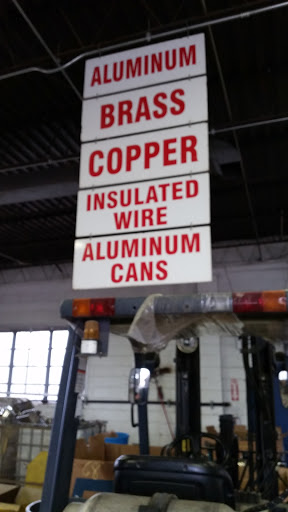 ALUMINUM
BRASS
COPPER
INSULATED
WIRE
ALUMINUM
CANS